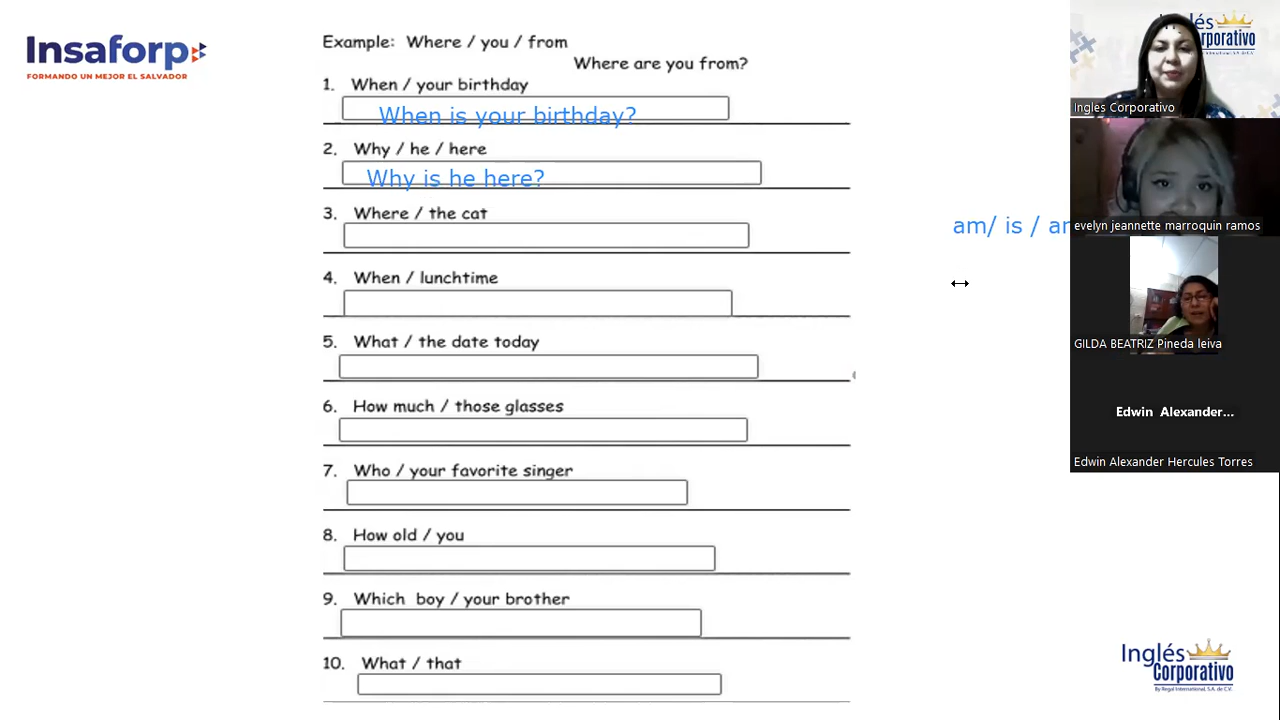 Insaforp
FORMANDO UN MEJOR EL SALVADOR
Example: Where / you / from
Where are you from?
1. When / your birthday
When is your birthday?
2. Why / he / here
Why is he here?
3. Where / the cat
4. When / lunchtime
5. What / the date today
6. How much / those glasses
7. Who / your favorite singer
8. How old / you
9. Which boy / your brother
10. What / that
am/ is / ar
Ingles Corporativo
evelyn jeannette marroquin ramos
GILDA BEATRIZ Pineda leiva
Edwin Alexander...
Edwin Alexander Hercules Torres
Inglés
Corporativo
By Regal International, S.A. de C.V.